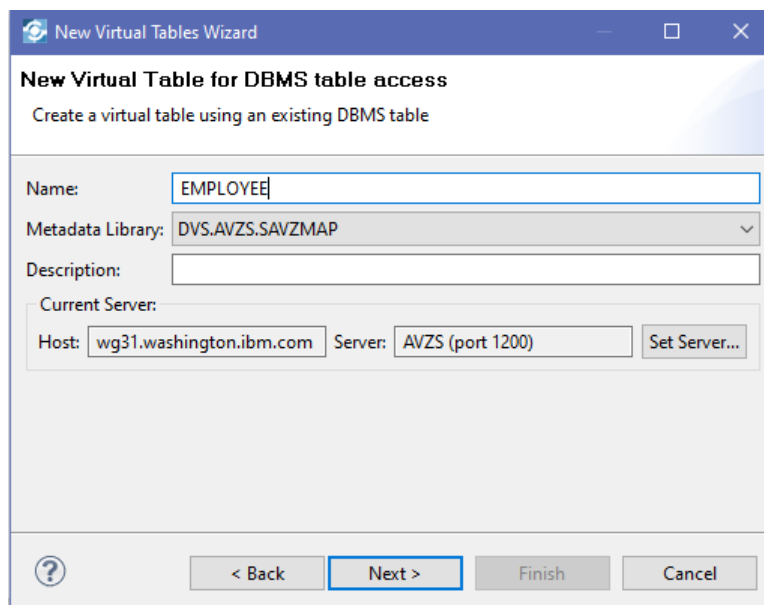 New Virtual Tables Wizard
New Virtual Table for DBMS table access
Create a virtual table using an existing DBMS table
Name: EMPLOYEE
Metadata Library: DVS.AVZS.SAVZMAP
Description:
Current Server:
Host: wg31.washington.ibm.com Server: AVZS (port 1200) Set Server...
? < Back Next > Finish Cancel